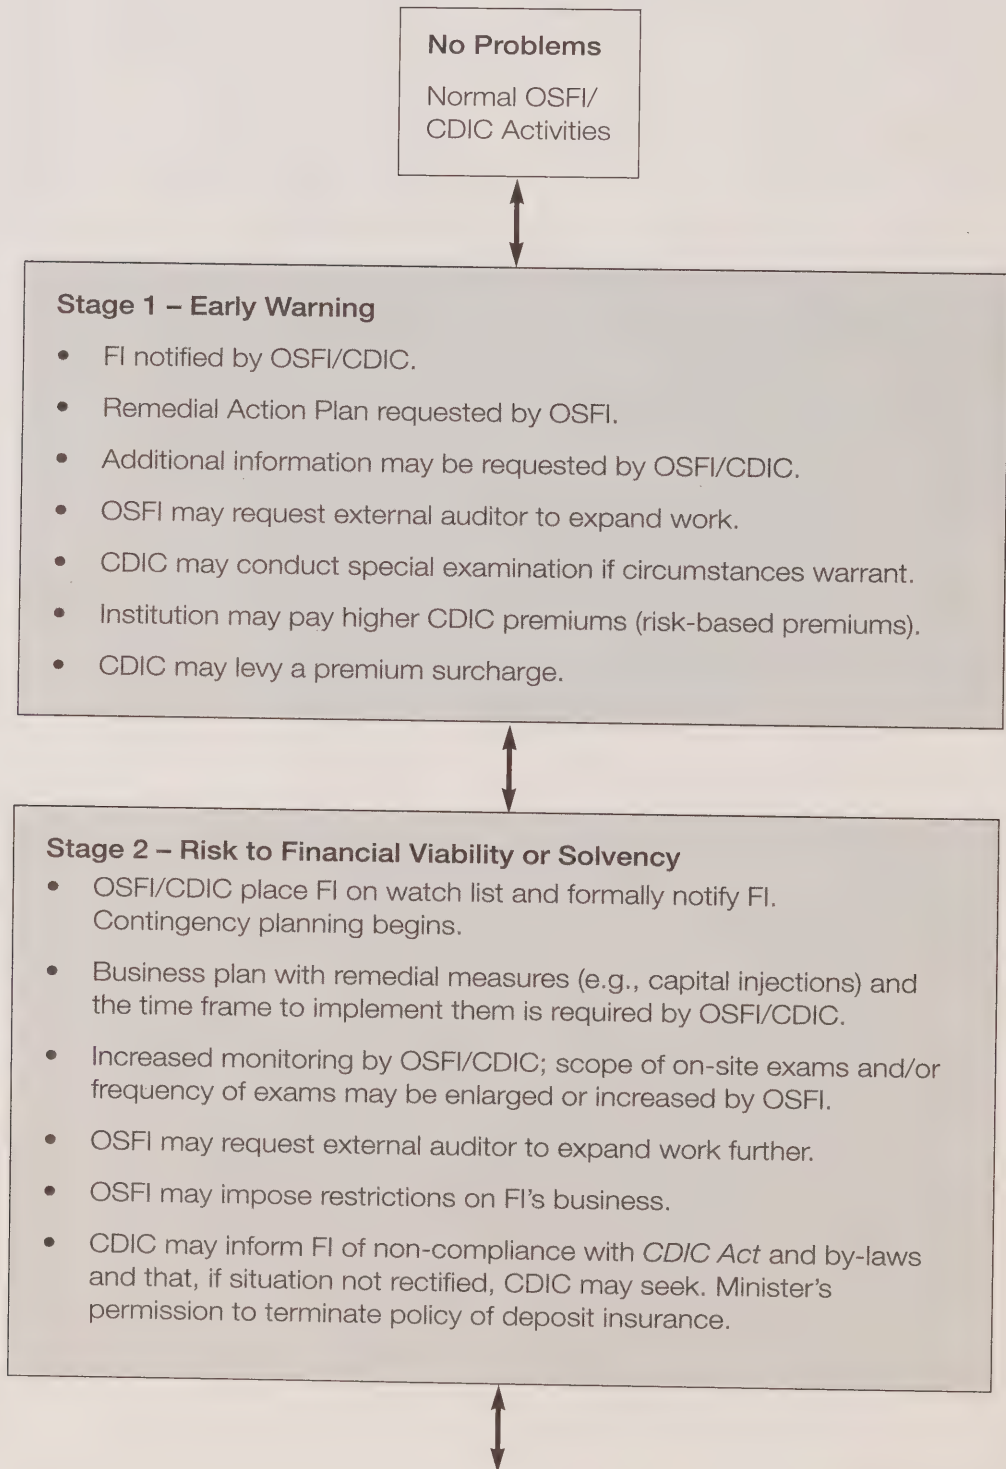 No Problems
Normal OSFI/
CDIC Activities
Stage 1 – Early Warning
• FI notified by OSFI/CDIC.
• Remedial Action Plan requested by OSFI.
• Additional information may be requested by OSFI/CDIC.
• OSFI may request external auditor to expand work.
• CDIC may conduct special examination if circumstances warrant.
• Institution may pay higher CDIC premiums (risk-based premiums).
• CDIC may levy a premium surcharge.
Stage 2 – Risk to Financial Viability or Solvency
• OSFI/CDIC place FI on watch list and formally notify FI.
Contingency planning begins.
• Business plan with remedial measures (e.g., capital injections) and
the time frame to implement them is required by OSFI/CDIC.
• Increased monitoring by OSFI/CDIC; scope of on-site exams and/or
frequency of exams may be enlarged or increased by OSFI.
• OSFI may request external auditor to expand work further.
• OSFI may impose restrictions on FI's business.
• CDIC may inform FI of non-compliance with CDIC Act and by-laws
and that, if situation not rectified, CDIC may seek. Minister's
permission to terminate policy of deposit insurance.